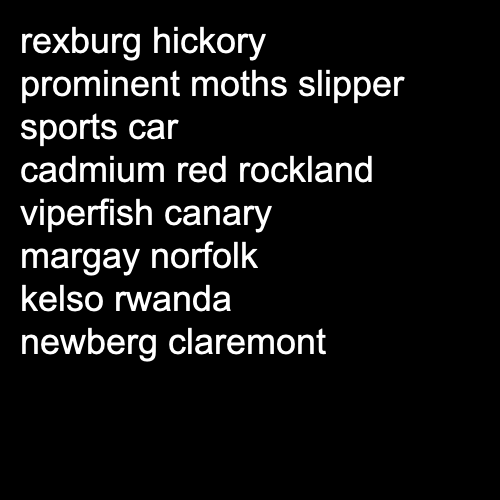 rexburg hickory
prominent moths slipper
sports car
cadmium red rockland
viperfish canary
margay norfolk
kelso rwanda
newberg claremont